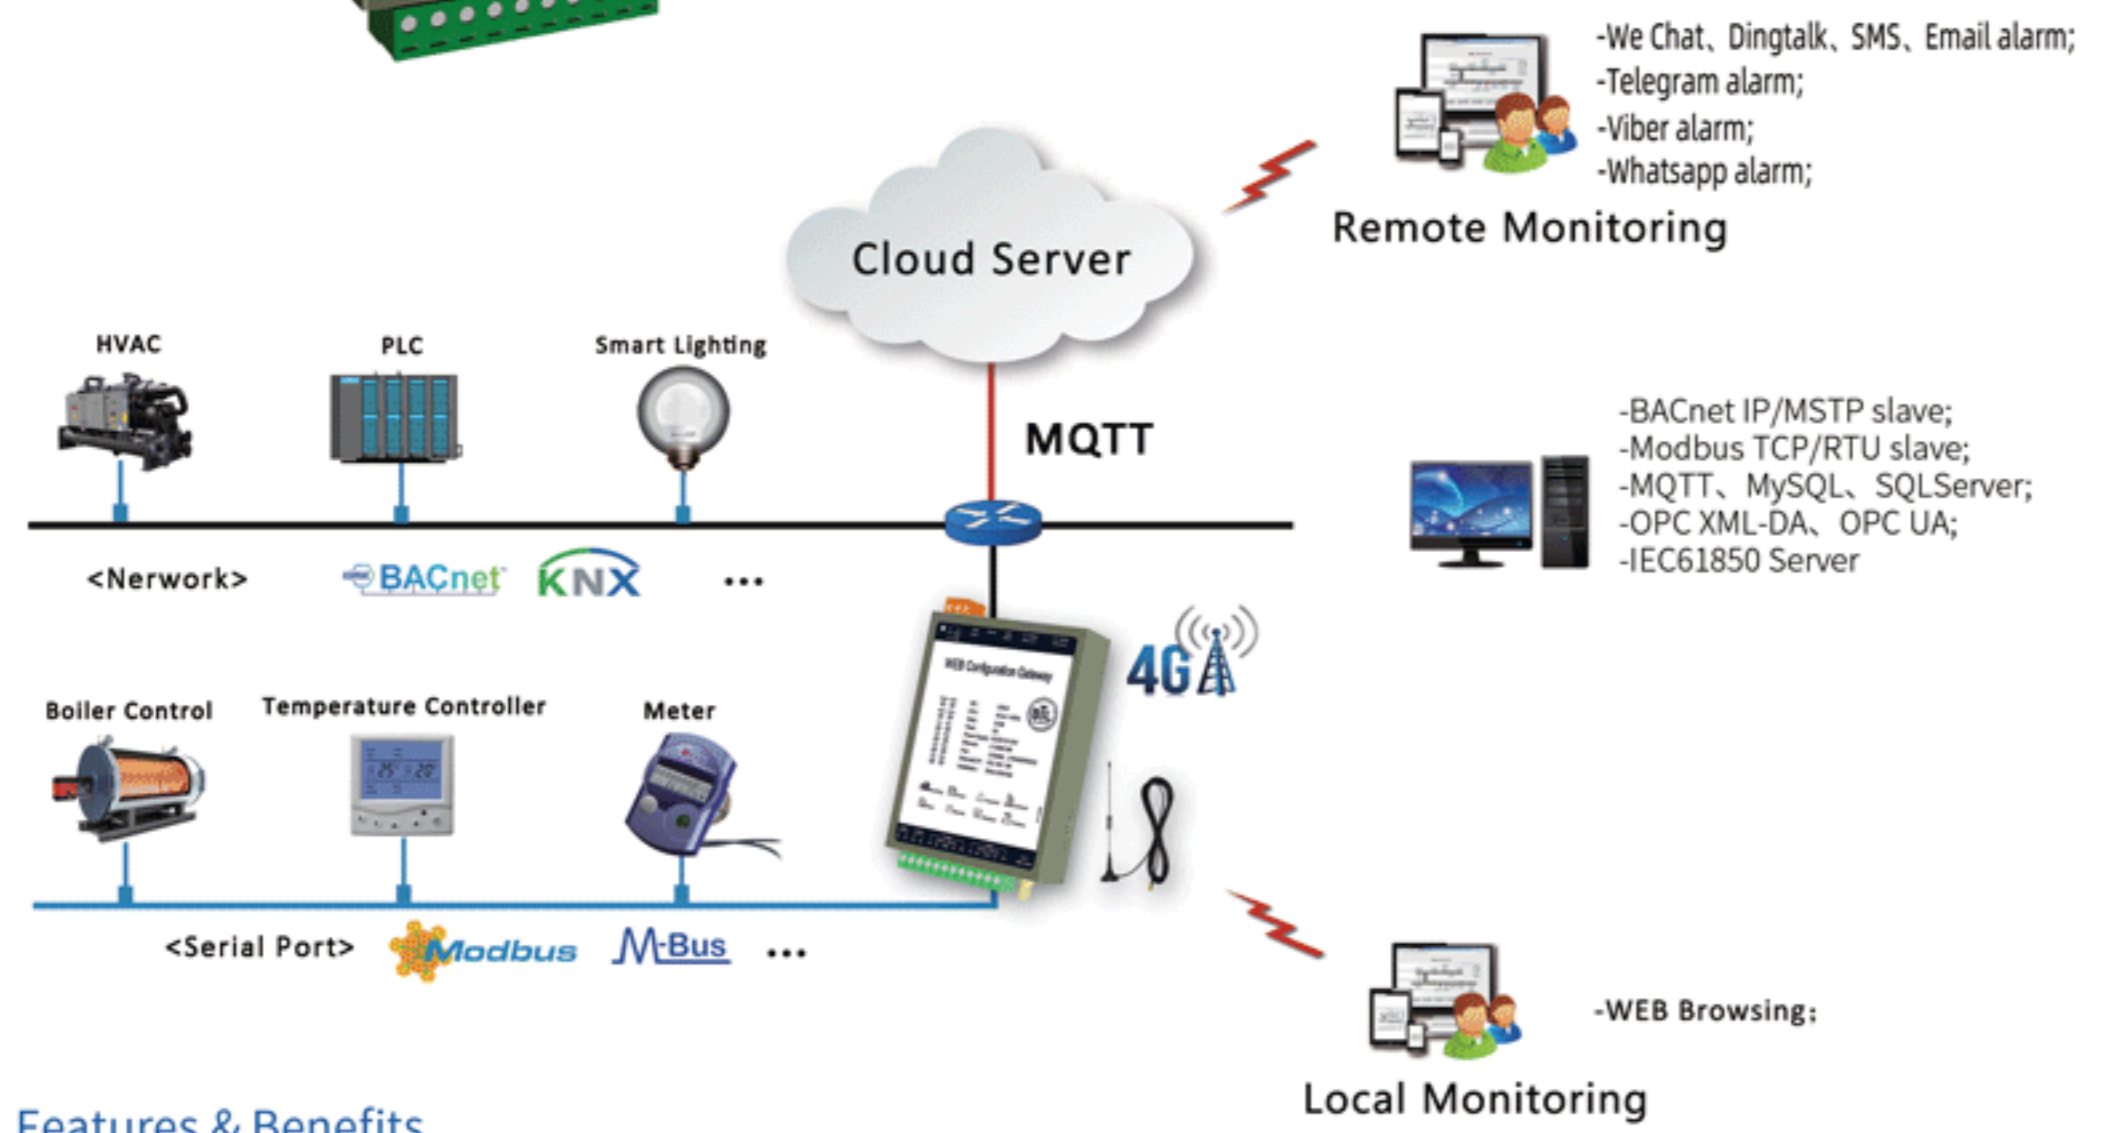 -We Chat、Dingtalk、SMS、Email alarm;
-Telegram alarm;
-Viber alarm;
-Whatsapp alarm;
Remote Monitoring
Cloud Server
HVAC
PLC
Smart Lighting
MQTT
-BACnet IP/MSTP slave;
-Modbus TCP/RTU slave;
-MQTT、MySQL、SQLServer;
-OPC XML-DA、OPC UA;
-IEC61850 Server
<Nerwork>
BACnet
KNX
...
4G
WEB Configuration Gateway
BTL
Boiler Control
Temperature Controller
Meter
25
20
<Serial Port>
Modbus
M-Bus
...
-WEB Browsing;
Local Monitoring
Features & Benefits